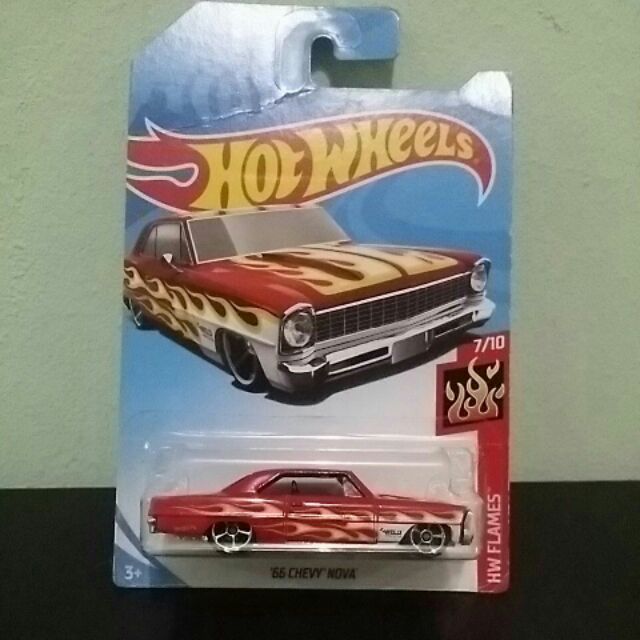 HOT WHEELS
7/10
HW FLAMES
3+
'66 CHEVY NOVA